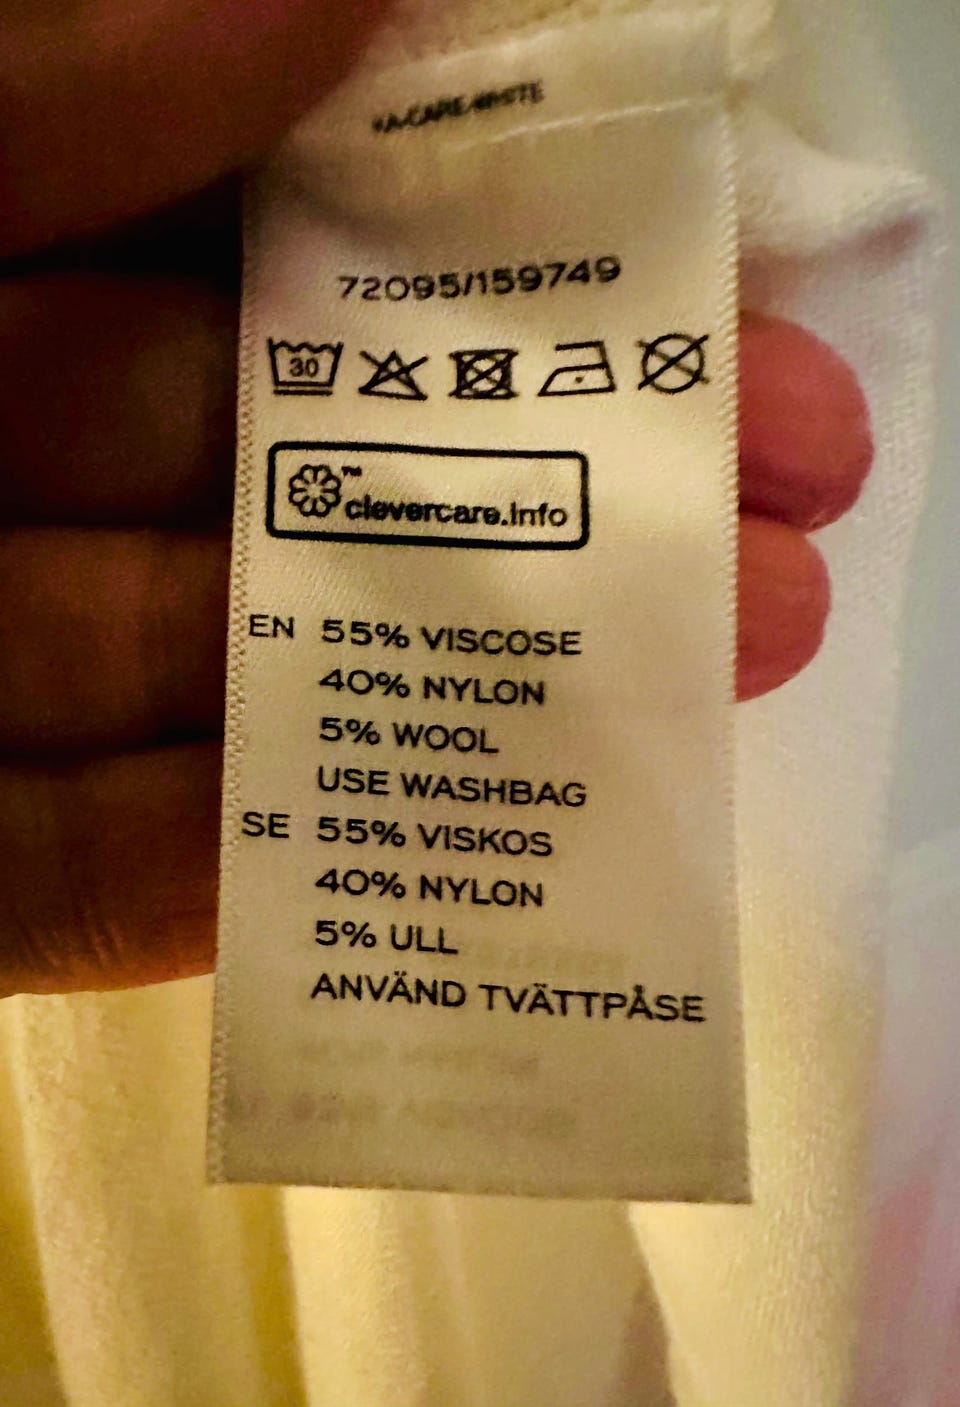 72095/159749
30
™
clevercare.info
EN 55% VISCOSE
40% NYLON
5% WOOL
USE WASHBAG
SE 55% VISKOS
40% NYLON
5% ULL
ANVÄND TVÄTTPÅSE